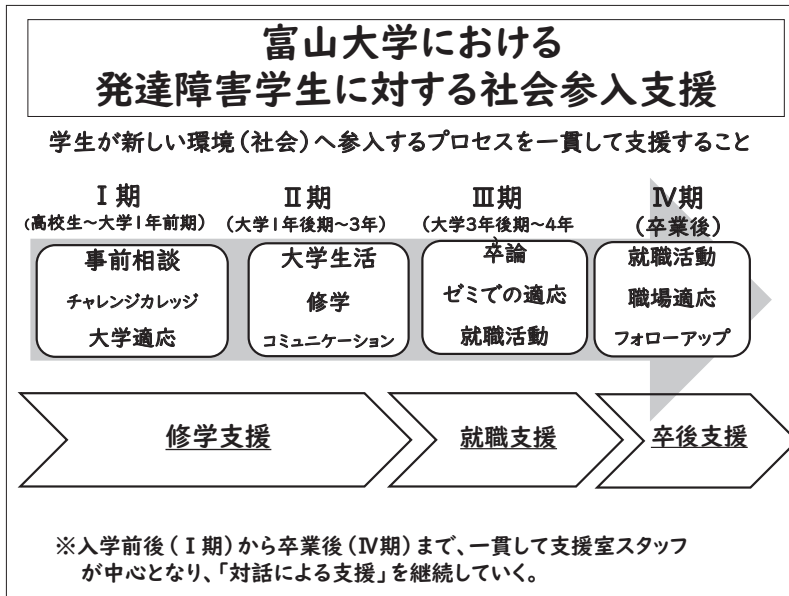 富山大学における
発達障害学生に対する社会参入支援
学生が新しい環境(社会)へ参入するプロセスを一貫して支援すること
Ⅰ期
(高校生~大学1年前期)
事前相談
チャレンジカレッジ
大学適応
Ⅱ期
(大学1年後期~3年)
大学生活
修学
コミュニケーション
Ⅲ期
(大学3年後期~4年
卒論
ゼミでの適応
就職活動
Ⅳ期
(卒業後)
就職活動
職場適応
フォローアップ
修学支援
就職支援
卒後支援
※入学前後(Ⅰ期)から卒業後(Ⅳ期)まで、一貫して支援室スタッフ
が中心となり、「対話による支援」を継続していく。